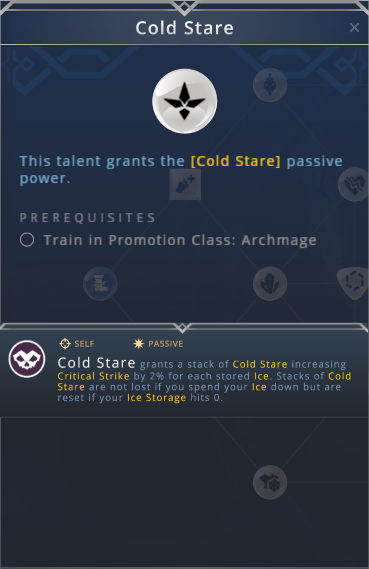 Cold Stare
This talent grants the [Cold Stare] passive
power.
PREREQUISITES
Train in Promotion Class: Archmage
SELF PASSIVE
Cold Stare grants a stack of Cold Stare increasing
Critical Strike by 2% for each stored Ice. Stacks of Cold
Stare are not lost if you spend your Ice down but are
reset if your Ice Storage hits 0.